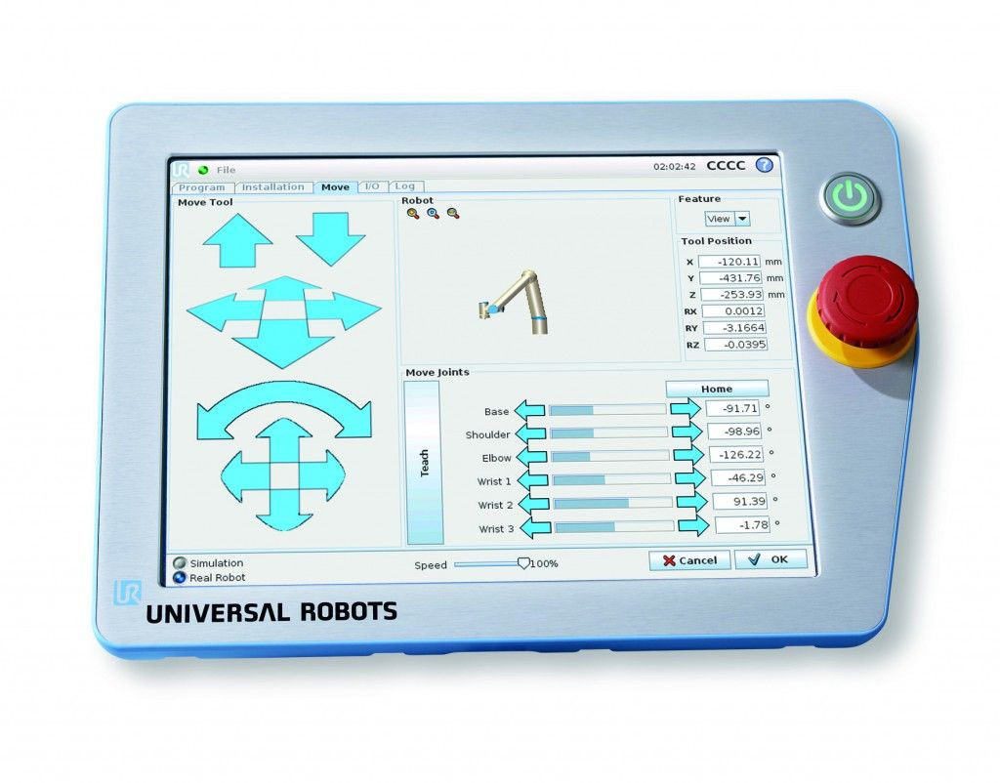 UR File 02:02:42 CCCC ?
Program Installation Move I/O Log
Move Tool
Robot
Feature
View
Tool Position
X -120.11 mm
Y -431.76 mm
Z -253.93 mm
RX 0.0012
RY -3.1664
RZ -0.0395
Move Joints
Teach
Home
Base -91.71 °
Shoulder -98.96 °
Elbow -126.22 °
Wrist 1 -46.29 °
Wrist 2 91.39 °
Wrist 3 -1.78 °
Simulation
Real Robot
Speed 100%
Cancel OK
UR
UNIVERSAL ROBOTS